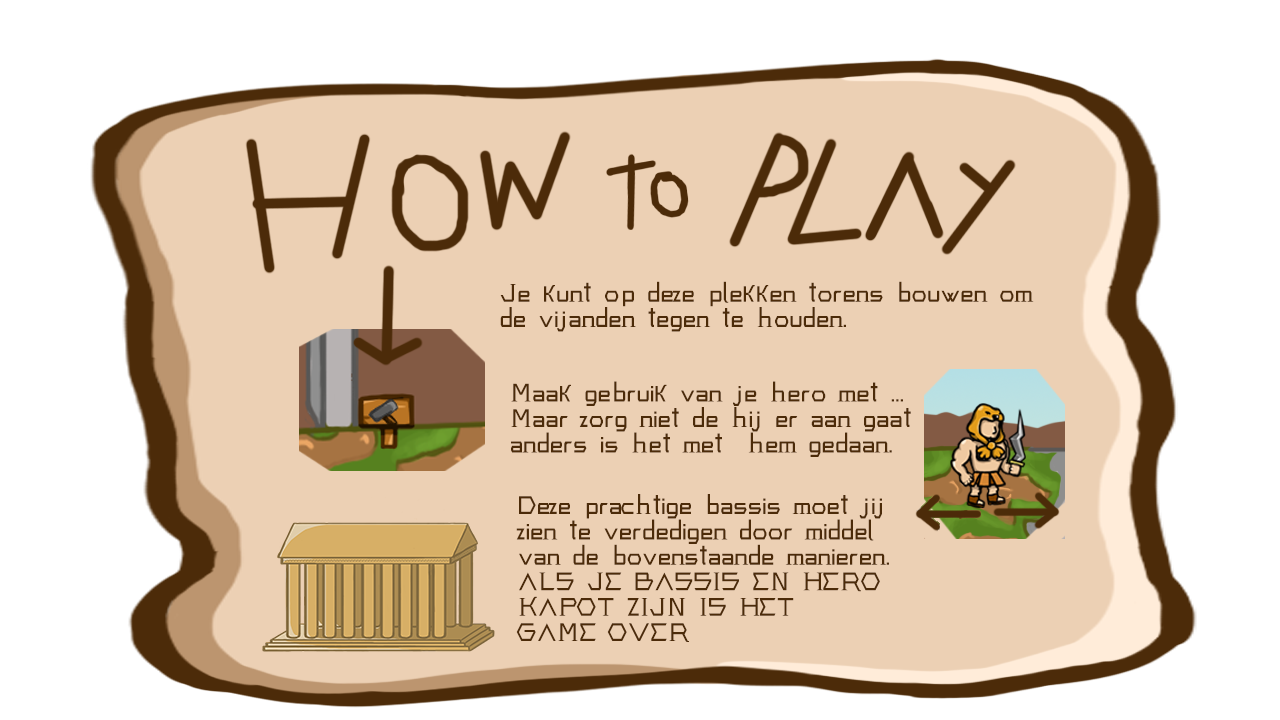 HOW to PLAY
Je kunt op deze plekken torens bouwen om
de vijanden tegen te houden.
Maak gebruik van je hero met ...
Maar zorg niet de hij er aan gaat
anders is het met hem gedaan.
Deze prachtige bassis moet jij
zien te verdedigen door middel
van de bovenstaande manieren.
ALS JE BASSIS EN HERO
KAPOT ZIJN IS HET
GAME OVER